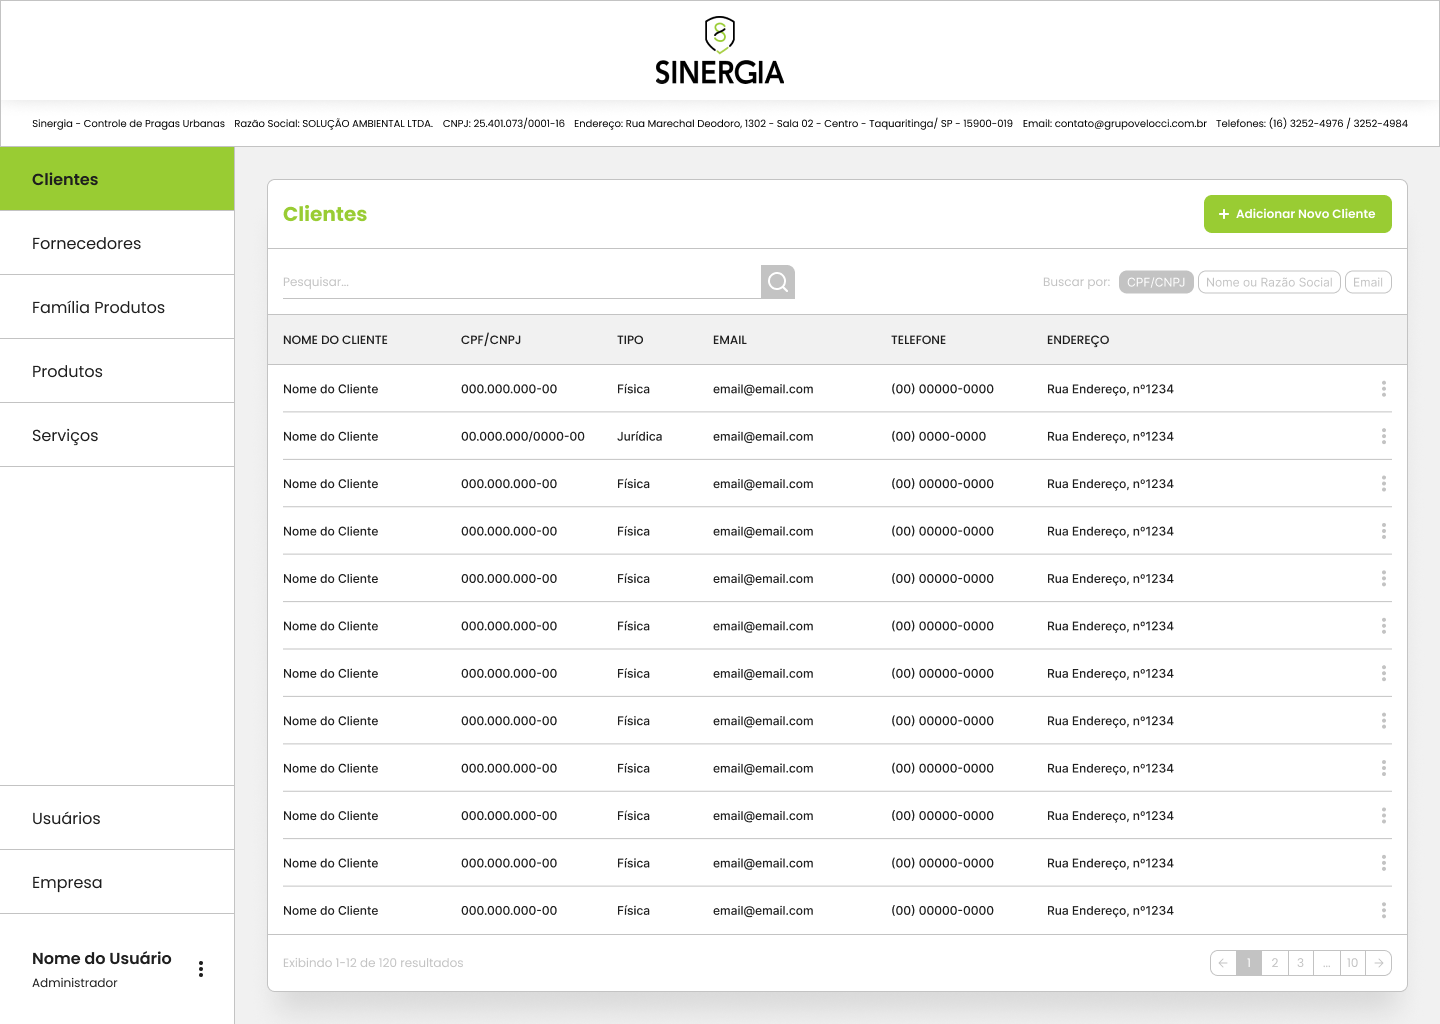 SINERGIA
Sinergia - Controle de Pragas Urbanas Razão Social: SOLUÇÃO AMBIENTAL LTDA. CNPJ: 25.401.073/0001-16 Endereço: Rua Marechal Deodoro, 1302 - Sala 02 - Centro - Taquaritinga/ SP - 15900-019 Email: contato@grupovelocci.com.br Telefones: (16) 3252-4976 / 3252-4984
Clientes
Fornecedores
Família Produtos
Produtos
Serviços
Usuários
Empresa
Nome do Usuário
Administrador
Clientes
+ Adicionar Novo Cliente
Pesquisar...
Buscar por: CPF/CNPJ Nome ou Razão Social Email
NOME DO CLIENTE CPF/CNPJ TIPO EMAIL TELEFONE ENDEREÇO
Nome do Cliente 000.000.000-00 Física email@email.com (00) 00000-0000 Rua Endereço, nº1234
Nome do Cliente 00.000.000/0000-00 Jurídica email@email.com (00) 0000-0000 Rua Endereço, nº1234
Nome do Cliente 000.000.000-00 Física email@email.com (00) 00000-0000 Rua Endereço, nº1234
Nome do Cliente 000.000.000-00 Física email@email.com (00) 00000-0000 Rua Endereço, nº1234
Nome do Cliente 000.000.000-00 Física email@email.com (00) 00000-0000 Rua Endereço, nº1234
Nome do Cliente 000.000.000-00 Física email@email.com (00) 00000-0000 Rua Endereço, nº1234
Nome do Cliente 000.000.000-00 Física email@email.com (00) 00000-0000 Rua Endereço, nº1234
Nome do Cliente 000.000.000-00 Física email@email.com (00) 00000-0000 Rua Endereço, nº1234
Nome do Cliente 000.000.000-00 Física email@email.com (00) 00000-0000 Rua Endereço, nº1234
Nome do Cliente 000.000.000-00 Física email@email.com (00) 00000-0000 Rua Endereço, nº1234
Nome do Cliente 000.000.000-00 Física email@email.com (00) 00000-0000 Rua Endereço, nº1234
Nome do Cliente 000.000.000-00 Física email@email.com (00) 00000-0000 Rua Endereço, nº1234
Exibindo 1-12 de 120 resultados
← 1 2 3 ... 10 →